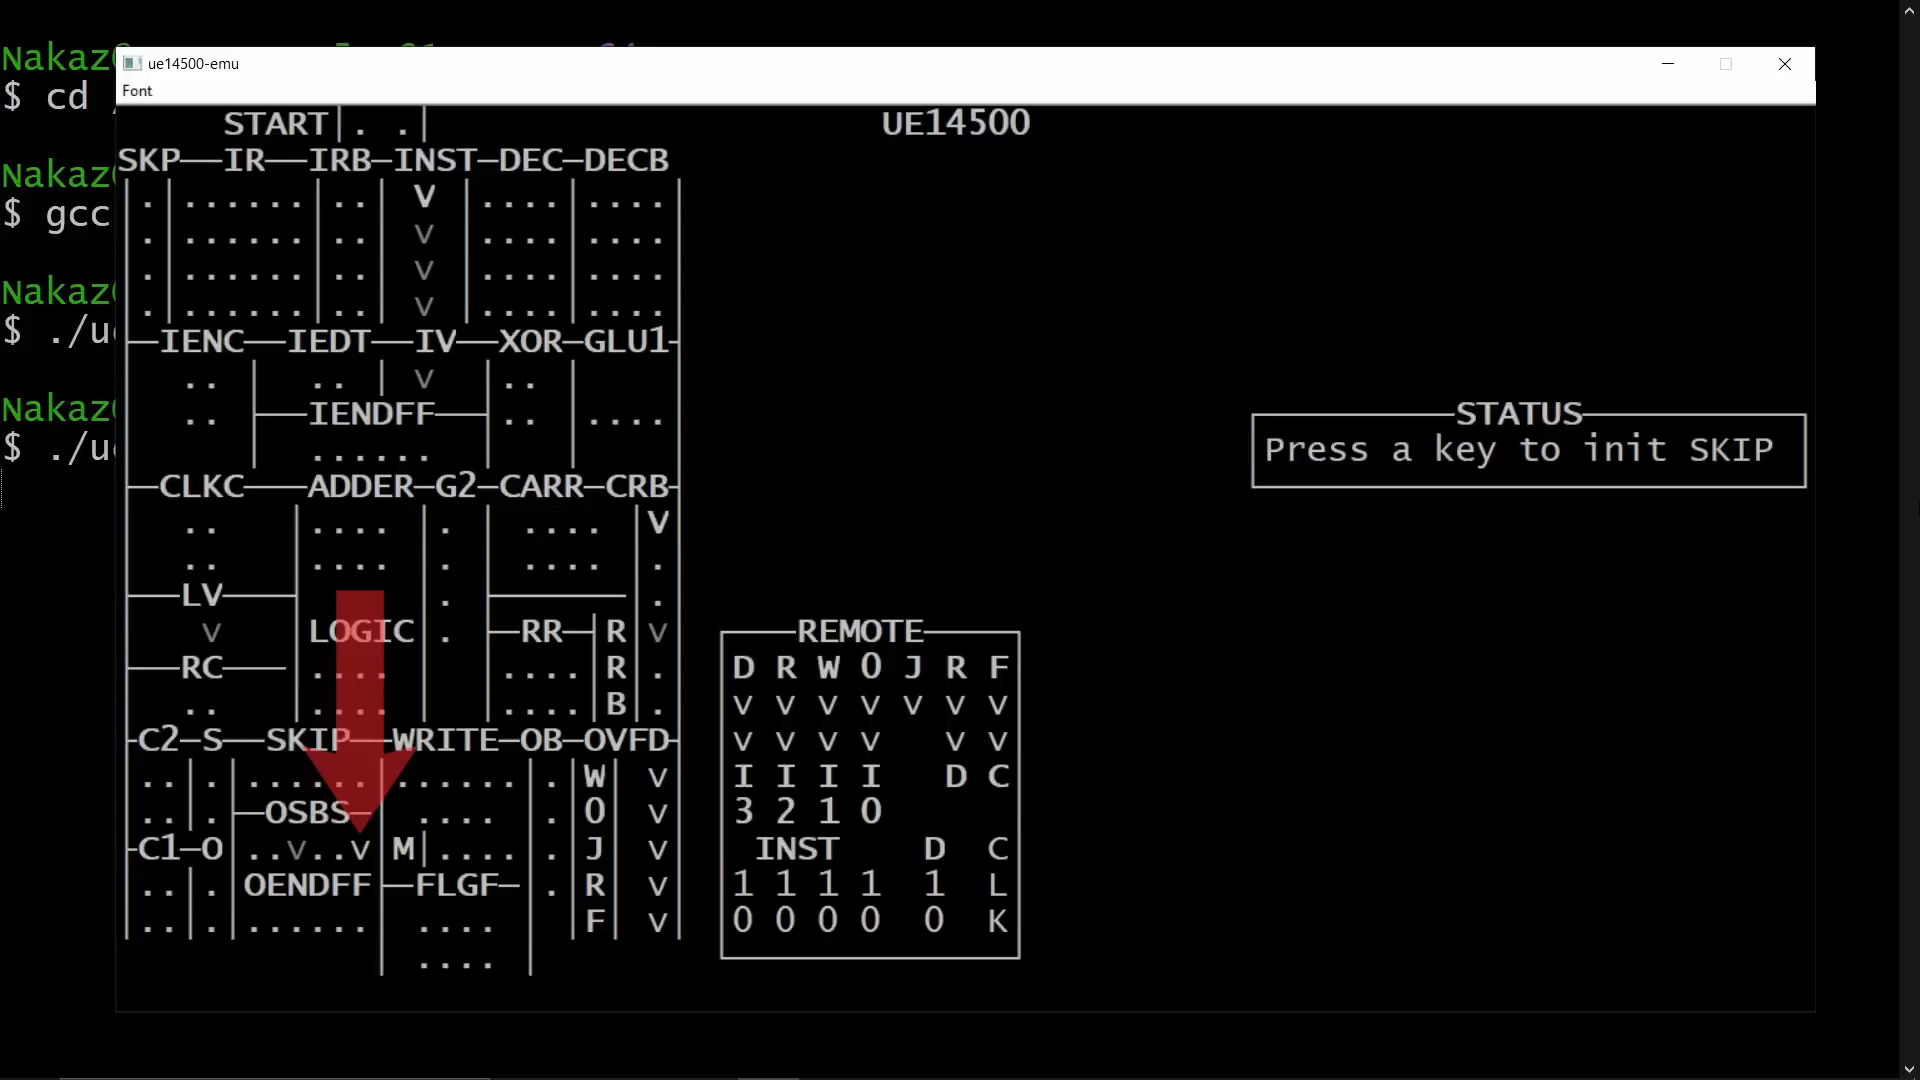 Nakaz
$ cd
Nakaz
$ gcc
Nakaz
$ ./u
Nakaz
$ ./u
ue14500-emu
Font
START|. .| UE14500
SKP IR IRB INST DEC DECB
. ...... .. V .... ....
. ...... .. V .... ....
. ...... .. V .... ....
. ...... .. V .... ....
IENC IEDT IV XOR GLU1
.. .. V ..
IENDFF
.. .. ....
......
CLKC ADDER G2 CARR CRB
.. .... . .... V
.. .... . .... .
LV . .
V LOGIC . RR R V
RC .... .... R .
.. .... .... B .
C2 S SKIP WRITE OB OVFD
.. . ...... ...... . W V
.. . OSBS .... . O V
C1 O ..V..V M .... . J V
.. . OENDFF FLGF . R V
.. . ...... .... F V
....
STATUS
Press a key to init SKIP
REMOTE
D R W O J R F
V V V V V V V
V V V V V V
I I I I D C
3 2 1 0
INST D C
1 1 1 1 1 L
0 0 0 0 0 K